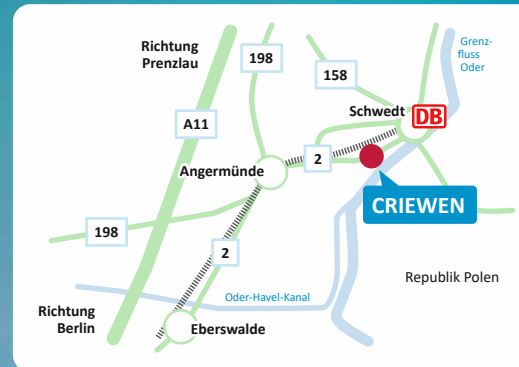 Richtung
Prenzlau
198
158
Grenz-
fluss
Oder
Schwedt
DB
A11
Angermünde
2
CRIEWEN
198
2
Republik Polen
Oder-Havel-Kanal
Richtung
Berlin
Eberswalde